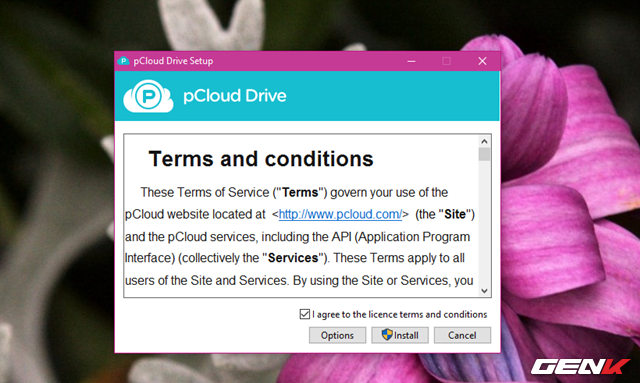 pCloud Drive Setup
P pCloud Drive
Terms and conditions
These Terms of Service ("Terms") govern your use of the
pCloud website located at <http://www.pcloud.com/> (the "Site")
and the pCloud services, including the API (Application Program
Interface) (collectively the "Services"). These Terms apply to all
users of the Site and Services. By using the Site or Services, you
I agree to the licence terms and conditions
Options Install Cancel
GENK